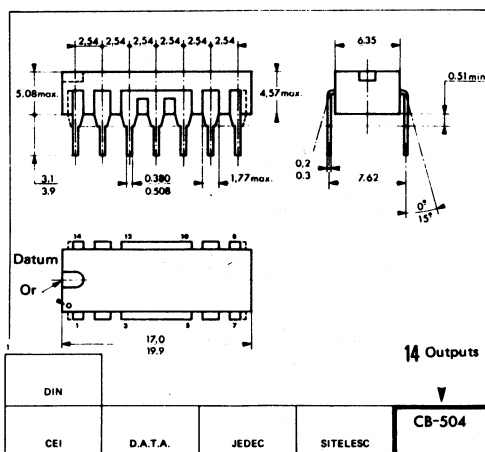 2,54 2,54 2,54 2,54 2,54 2,54
6.35
5.08max.
4,57max.
0.51 min
3,1
3.9
0.380
0.508
1,77max.
0,2
0.3
7.62
0°
15°
14 12 10 8
Datum
Or
O
1 3 5 7
17,0
19.9
14 Outputs
DIN
CB-504
CEI D.A.T.A. JEDEC SITELESC